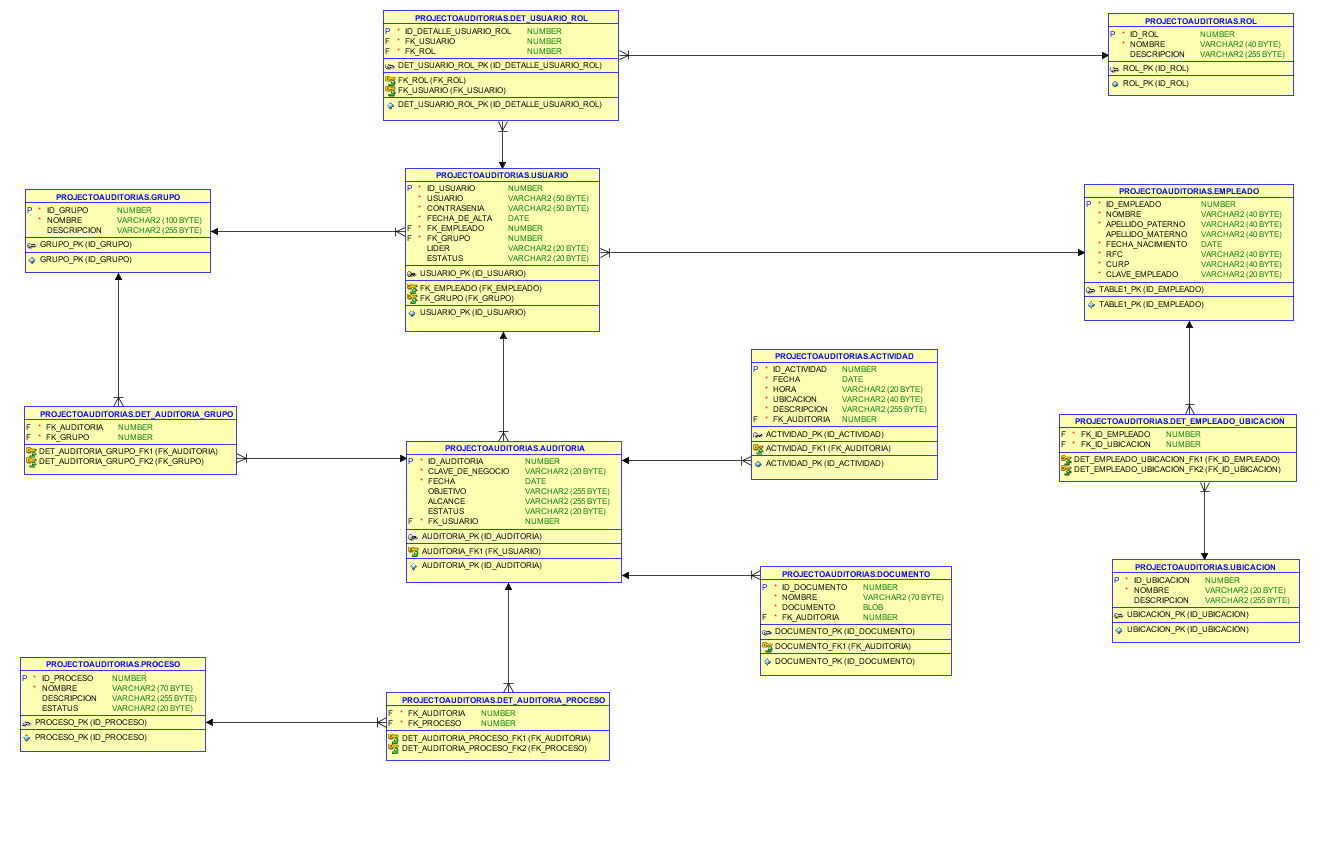 PROJECTOAUDITORIAS.DET_USUARIO_ROL
P * ID_DETALLE_USUARIO_ROL NUMBER
F * FK_USUARIO NUMBER
F * FK_ROL NUMBER
DET_USUARIO_ROL_PK (ID_DETALLE_USUARIO_ROL)
FK_ROL (FK_ROL)
FK_USUARIO (FK_USUARIO)
DET_USUARIO_ROL_PK (ID_DETALLE_USUARIO_ROL)
PROJECTOAUDITORIAS.ROL
P * ID_ROL NUMBER
* NOMBRE VARCHAR2 (40 BYTE)
DESCRIPCION VARCHAR2 (255 BYTE)
ROL_PK (ID_ROL)
ROL_PK (ID_ROL)
PROJECTOAUDITORIAS.GRUPO
P * ID_GRUPO NUMBER
* NOMBRE VARCHAR2 (100 BYTE)
DESCRIPCION VARCHAR2 (255 BYTE)
GRUPO_PK (ID_GRUPO)
GRUPO_PK (ID_GRUPO)
PROJECTOAUDITORIAS.USUARIO
P * ID_USUARIO NUMBER
* USUARIO VARCHAR2 (50 BYTE)
* CONTRASENIA VARCHAR2 (50 BYTE)
* FECHA_DE_ALTA DATE
F * FK_EMPLEADO NUMBER
F * FK_GRUPO NUMBER
LIDER VARCHAR2 (20 BYTE)
ESTATUS VARCHAR2 (20 BYTE)
USUARIO_PK (ID_USUARIO)
FK_EMPLEADO (FK_EMPLEADO)
FK_GRUPO (FK_GRUPO)
USUARIO_PK (ID_USUARIO)
PROJECTOAUDITORIAS.EMPLEADO
P * ID_EMPLEADO NUMBER
* NOMBRE VARCHAR2 (40 BYTE)
* APELLIDO_PATERNO VARCHAR2 (40 BYTE)
APELLIDO_MATERNO VARCHAR2 (40 BYTE)
* FECHA_NACIMIENTO DATE
* RFC VARCHAR2 (40 BYTE)
* CURP VARCHAR2 (40 BYTE)
* CLAVE_EMPLEADO VARCHAR2 (20 BYTE)
TABLE1_PK (ID_EMPLEADO)
TABLE1_PK (ID_EMPLEADO)
PROJECTOAUDITORIAS.ACTIVIDAD
P * ID_ACTIVIDAD NUMBER
* FECHA DATE
* HORA VARCHAR2 (20 BYTE)
* UBICACION VARCHAR2 (40 BYTE)
* DESCRIPCION VARCHAR2 (255 BYTE)
F * FK_AUDITORIA NUMBER
ACTIVIDAD_PK (ID_ACTIVIDAD)
ACTIVIDAD_FK1 (FK_AUDITORIA)
ACTIVIDAD_PK (ID_ACTIVIDAD)
PROJECTOAUDITORIAS.DET_AUDITORIA_GRUPO
F * FK_AUDITORIA NUMBER
F * FK_GRUPO NUMBER
DET_AUDITORIA_GRUPO_FK1 (FK_AUDITORIA)
DET_AUDITORIA_GRUPO_FK2 (FK_GRUPO)
PROJECTOAUDITORIAS.AUDITORIA
P * ID_AUDITORIA NUMBER
* CLAVE_DE_NEGOCIO VARCHAR2 (20 BYTE)
* FECHA DATE
OBJETIVO VARCHAR2 (255 BYTE)
ALCANCE VARCHAR2 (255 BYTE)
ESTATUS VARCHAR2 (20 BYTE)
F * FK_USUARIO NUMBER
AUDITORIA_PK (ID_AUDITORIA)
AUDITORIA_FK1 (FK_USUARIO)
AUDITORIA_PK (ID_AUDITORIA)
PROJECTOAUDITORIAS.DET_EMPLEADO_UBICACION
F * FK_ID_EMPLEADO NUMBER
F * FK_ID_UBICACION NUMBER
DET_EMPLEADO_UBICACION_FK1 (FK_ID_EMPLEADO)
DET_EMPLEADO_UBICACION_FK2 (FK_ID_UBICACION)
PROJECTOAUDITORIAS.DOCUMENTO
P * ID_DOCUMENTO NUMBER
* NOMBRE VARCHAR2 (70 BYTE)
* DOCUMENTO BLOB
F * FK_AUDITORIA NUMBER
DOCUMENTO_PK (ID_DOCUMENTO)
DOCUMENTO_FK1 (FK_AUDITORIA)
DOCUMENTO_PK (ID_DOCUMENTO)
PROJECTOAUDITORIAS.UBICACION
P * ID_UBICACION NUMBER
* NOMBRE VARCHAR2 (20 BYTE)
DESCRIPCION VARCHAR2 (255 BYTE)
UBICACION_PK (ID_UBICACION)
UBICACION_PK (ID_UBICACION)
PROJECTOAUDITORIAS.PROCESO
P * ID_PROCESO NUMBER
* NOMBRE VARCHAR2 (70 BYTE)
DESCRIPCION VARCHAR2 (255 BYTE)
ESTATUS VARCHAR2 (20 BYTE)
PROCESO_PK (ID_PROCESO)
PROCESO_PK (ID_PROCESO)
PROJECTOAUDITORIAS.DET_AUDITORIA_PROCESO
F * FK_AUDITORIA NUMBER
F * FK_PROCESO NUMBER
DET_AUDITORIA_PROCESO_FK1 (FK_AUDITORIA)
DET_AUDITORIA_PROCESO_FK2 (FK_PROCESO)